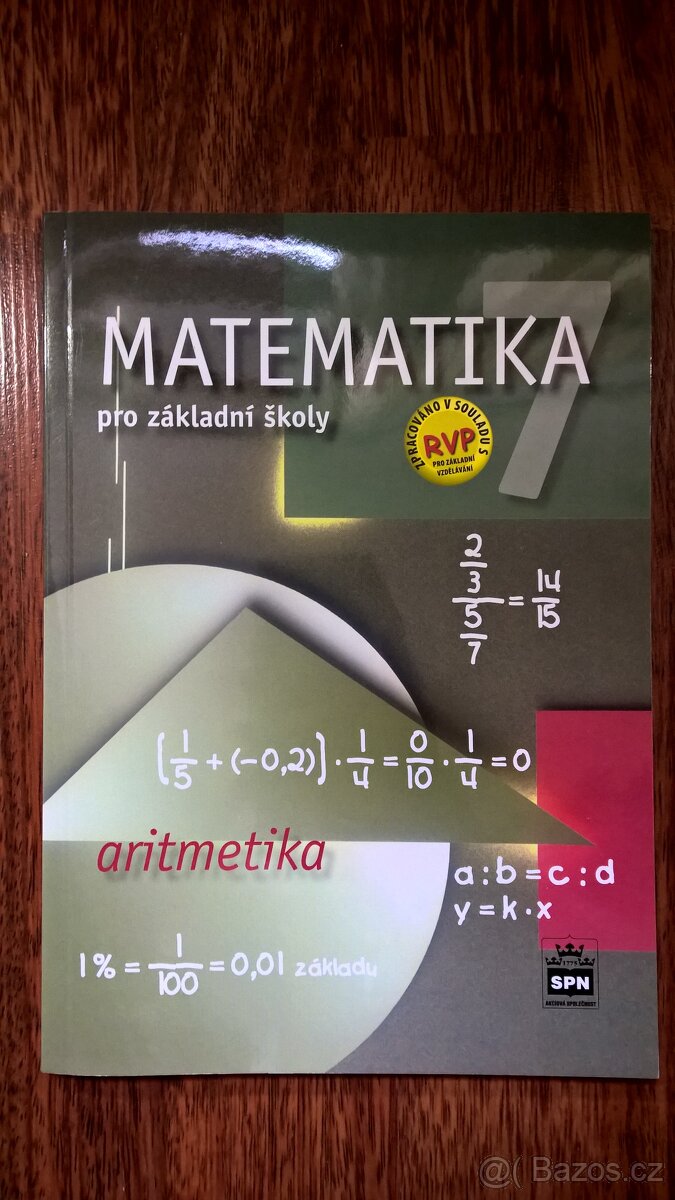 MATEMATIKA 7
pro základní školy
ZPRACOVÁNO V SOULADU S
RVP
PRO ZÁKLADNÍ
VZDĚLÁVÁNÍ
2/3 / 5/7 = 14/15
(1/5 + (-0,2)) · 1/4 = 0/10 · 1/4 = 0
aritmetika
a : b = c : d
y = k · x
1% = 1/100 = 0,01 základu
1775
SPN
AKCIOVÁ SPOLEČNOST
@( Bazos.cz